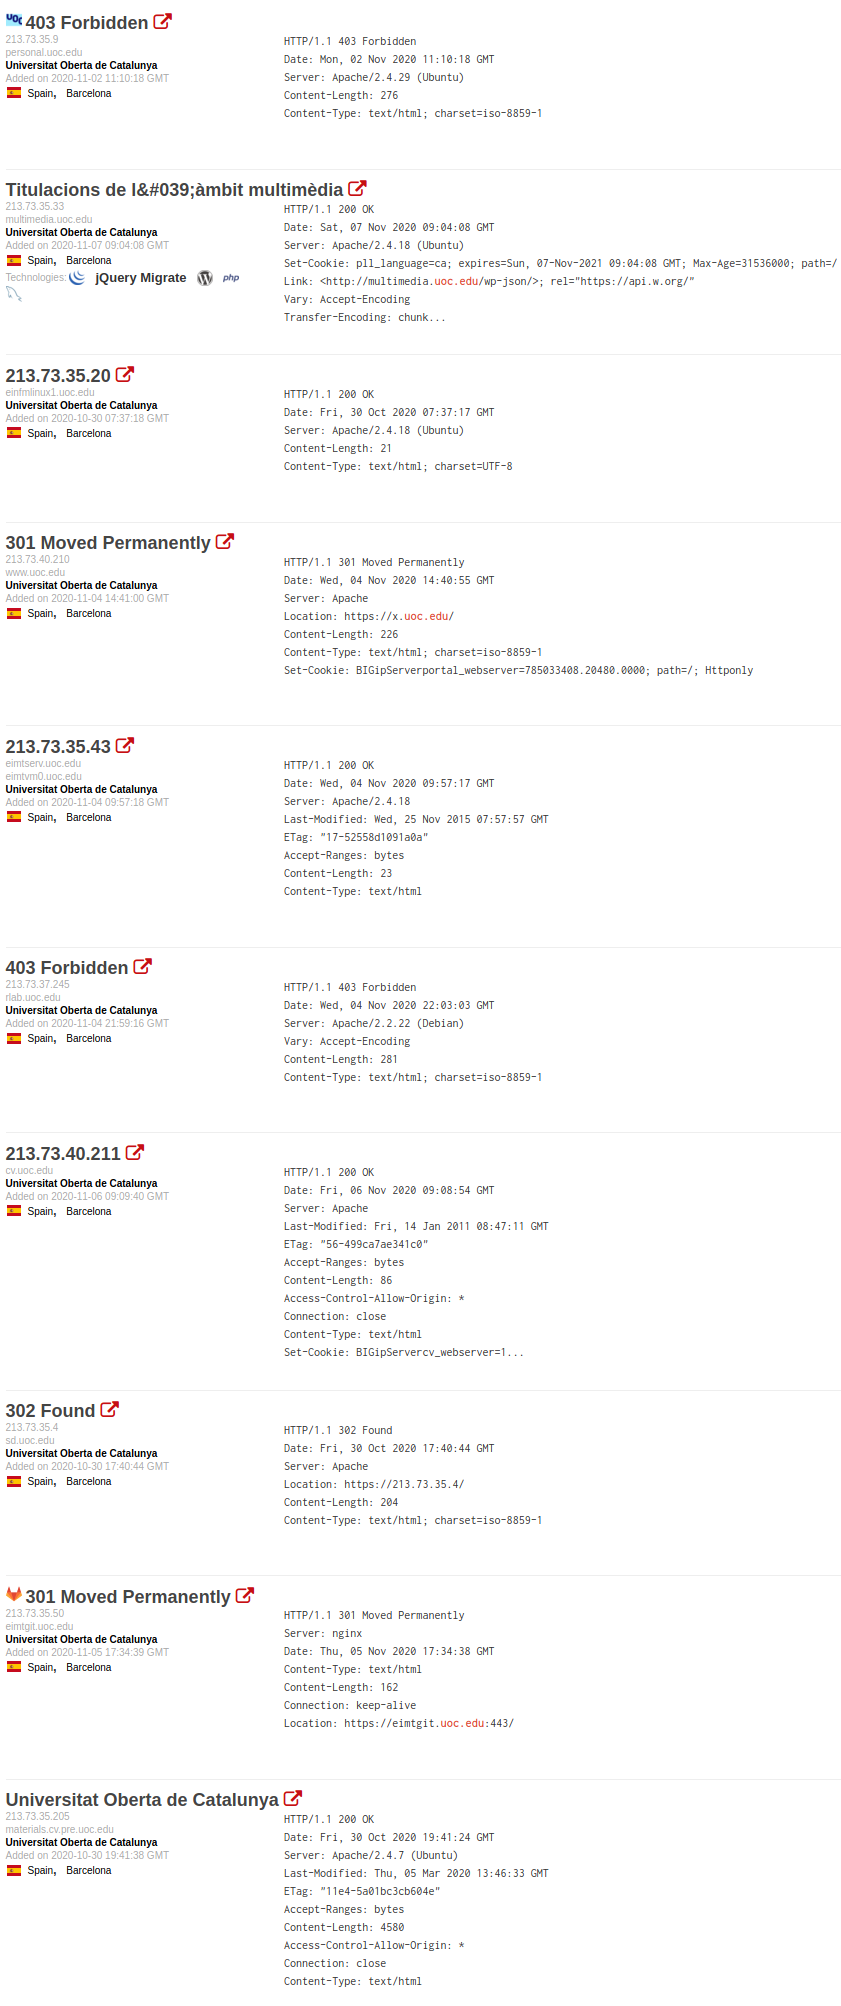 UOC 403 Forbidden
213.73.35.9
personal.uoc.edu
Universitat Oberta de Catalunya
Added on 2020-11-02 11:10:18 GMT
Spain, Barcelona
HTTP/1.1 403 Forbidden
Date: Mon, 02 Nov 2020 11:10:18 GMT
Server: Apache/2.4.29 (Ubuntu)
Content-Length: 276
Content-Type: text/html; charset=iso-8859-1
Titulacions de l&#039;àmbit multimèdia
213.73.35.33
multimedia.uoc.edu
Universitat Oberta de Catalunya
Added on 2020-11-07 09:04:08 GMT
Spain, Barcelona
Technologies: jQuery Migrate php
HTTP/1.1 200 OK
Date: Sat, 07 Nov 2020 09:04:08 GMT
Server: Apache/2.4.18 (Ubuntu)
Set-Cookie: pll_language=ca; expires=Sun, 07-Nov-2021 09:04:08 GMT; Max-Age=31536000; path=/
Link: <http://multimedia.uoc.edu/wp-json/>; rel="https://api.w.org/"
Vary: Accept-Encoding
Transfer-Encoding: chunk...
213.73.35.20
einfmlinux1.uoc.edu
Universitat Oberta de Catalunya
Added on 2020-10-30 07:37:18 GMT
Spain, Barcelona
HTTP/1.1 200 OK
Date: Fri, 30 Oct 2020 07:37:17 GMT
Server: Apache/2.4.18 (Ubuntu)
Content-Length: 21
Content-Type: text/html; charset=UTF-8
301 Moved Permanently
213.73.40.210
www.uoc.edu
Universitat Oberta de Catalunya
Added on 2020-11-04 14:41:00 GMT
Spain, Barcelona
HTTP/1.1 301 Moved Permanently
Date: Wed, 04 Nov 2020 14:40:55 GMT
Server: Apache
Location: https://x.uoc.edu/
Content-Length: 226
Content-Type: text/html; charset=iso-8859-1
Set-Cookie: BIGipServerportal_webserver=785033408.20480.0000; path=/; Httponly
213.73.35.43
eimtserv.uoc.edu
eimtvm0.uoc.edu
Universitat Oberta de Catalunya
Added on 2020-11-04 09:57:18 GMT
Spain, Barcelona
HTTP/1.1 200 OK
Date: Wed, 04 Nov 2020 09:57:17 GMT
Server: Apache/2.4.18
Last-Modified: Wed, 25 Nov 2015 07:57:57 GMT
ETag: "17-52558d1091a0a"
Accept-Ranges: bytes
Content-Length: 23
Content-Type: text/html
403 Forbidden
213.73.37.245
rlab.uoc.edu
Universitat Oberta de Catalunya
Added on 2020-11-04 21:59:16 GMT
Spain, Barcelona
HTTP/1.1 403 Forbidden
Date: Wed, 04 Nov 2020 22:03:03 GMT
Server: Apache/2.2.22 (Debian)
Vary: Accept-Encoding
Content-Length: 281
Content-Type: text/html; charset=iso-8859-1
213.73.40.211
cv.uoc.edu
Universitat Oberta de Catalunya
Added on 2020-11-06 09:09:40 GMT
Spain, Barcelona
HTTP/1.1 200 OK
Date: Fri, 06 Nov 2020 09:08:54 GMT
Server: Apache
Last-Modified: Fri, 14 Jan 2011 08:47:11 GMT
ETag: "56-499ca7ae341c0"
Accept-Ranges: bytes
Content-Length: 86
Access-Control-Allow-Origin: *
Connection: close
Content-Type: text/html
Set-Cookie: BIGipServercv_webserver=1...
302 Found
213.73.35.4
sd.uoc.edu
Universitat Oberta de Catalunya
Added on 2020-10-30 17:40:44 GMT
Spain, Barcelona
HTTP/1.1 302 Found
Date: Fri, 30 Oct 2020 17:40:44 GMT
Server: Apache
Location: https://213.73.35.4/
Content-Length: 204
Content-Type: text/html; charset=iso-8859-1
301 Moved Permanently
213.73.35.50
eimtgit.uoc.edu
Universitat Oberta de Catalunya
Added on 2020-11-05 17:34:39 GMT
Spain, Barcelona
HTTP/1.1 301 Moved Permanently
Server: nginx
Date: Thu, 05 Nov 2020 17:34:38 GMT
Content-Type: text/html
Content-Length: 162
Connection: keep-alive
Location: https://eimtgit.uoc.edu:443/
Universitat Oberta de Catalunya
213.73.35.205
materials.cv.pre.uoc.edu
Universitat Oberta de Catalunya
Added on 2020-10-30 19:41:38 GMT
Spain, Barcelona
HTTP/1.1 200 OK
Date: Fri, 30 Oct 2020 19:41:24 GMT
Server: Apache/2.4.7 (Ubuntu)
Last-Modified: Thu, 05 Mar 2020 13:46:33 GMT
ETag: "11e4-5a01bc3cb604e"
Accept-Ranges: bytes
Content-Length: 4580
Access-Control-Allow-Origin: *
Connection: close
Content-Type: text/html